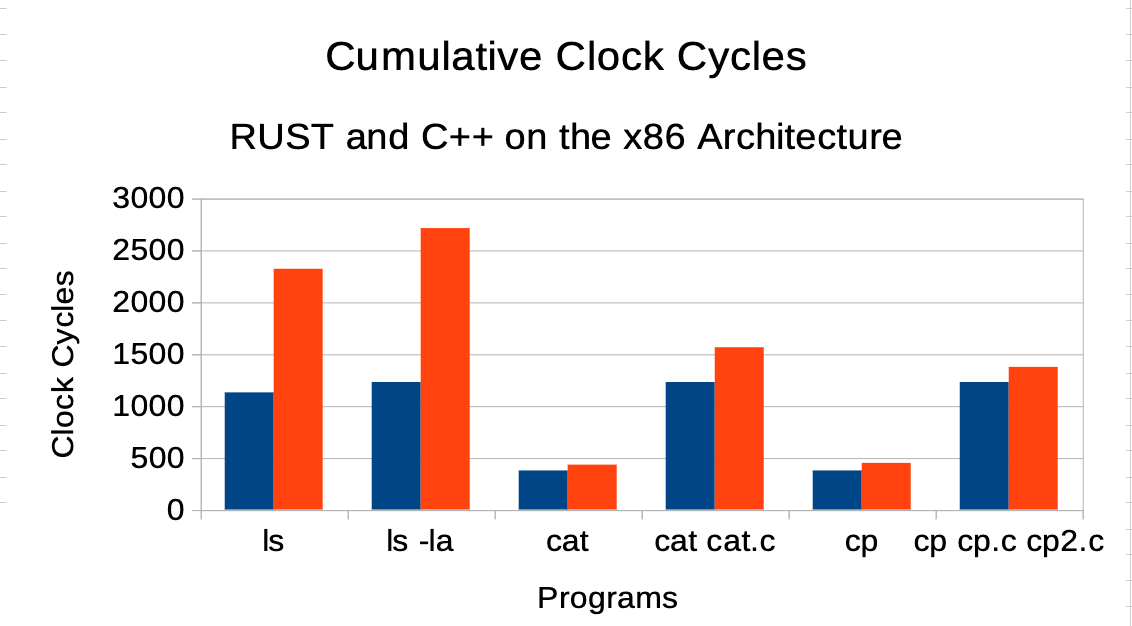 Cumulative Clock Cycles
RUST and C++ on the x86 Architecture
3000
2500
2000
1500
1000
500
0
Clock Cycles
ls
ls -la
cat
cat cat.c
cp
cp cp.c cp2.c
Programs